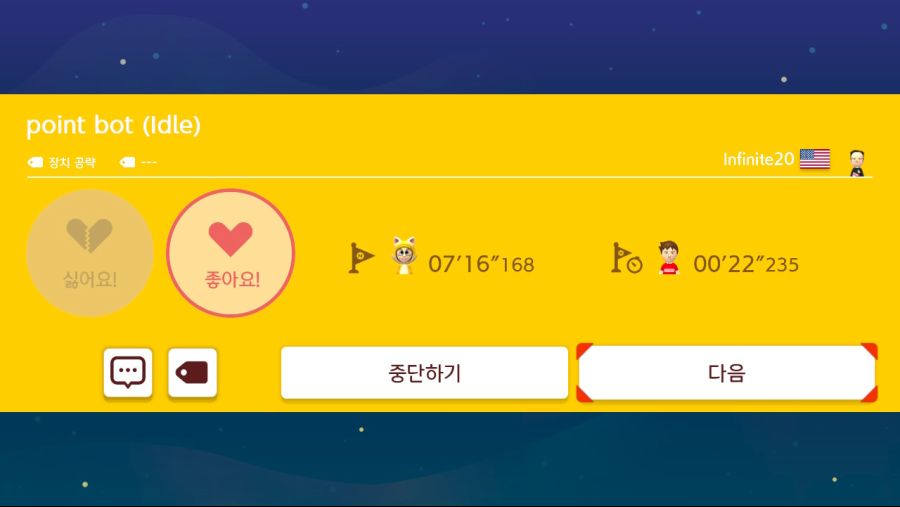 point bot (Idle)
장치 공략 ---
Infinite20
싫어요!
좋아요!
07′16″168
00′22″235
중단하기
다음